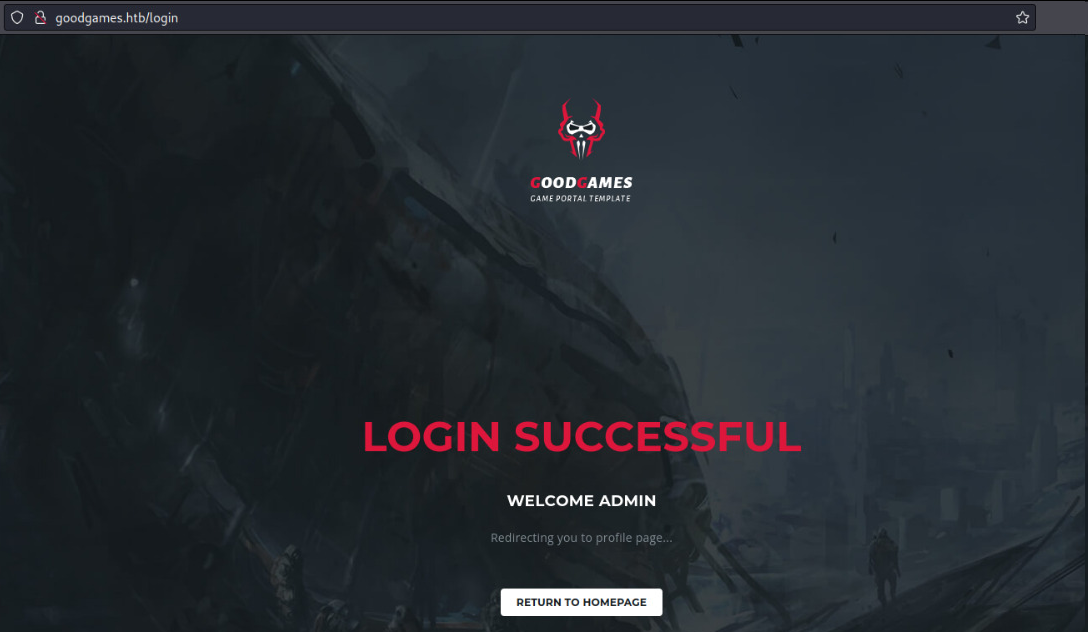 goodgames.htb/login
GOODGAMES
GAME PORTAL TEMPLATE
LOGIN SUCCESSFUL
WELCOME ADMIN
Redirecting you to profile page...
RETURN TO HOMEPAGE